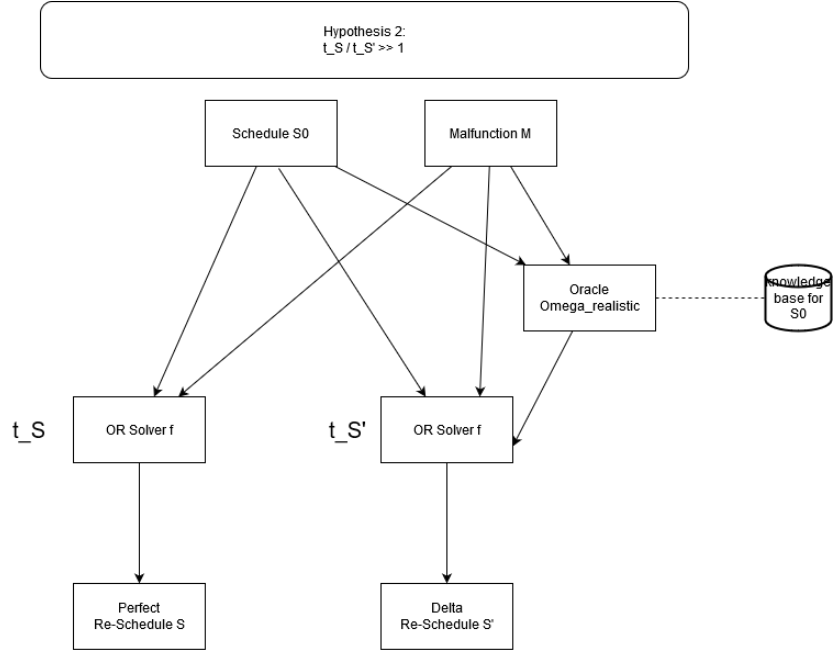 Hypothesis 2:
t_S / t_S' >> 1
Schedule S0
Malfunction M
Oracle
Omega_realistic
knowledge
base for
S0
t_S
OR Solver f
t_S'
OR Solver f
Perfect
Re-Schedule S
Delta
Re-Schedule S'